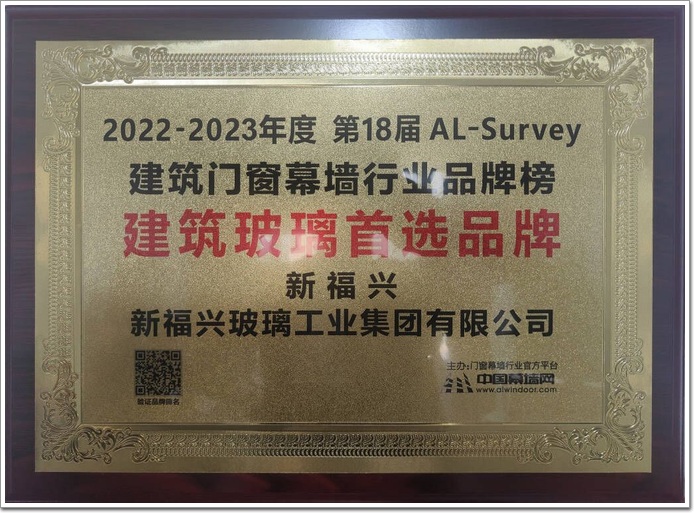 2022-2023年度 第18届 AL-Survey
建筑门窗幕墙行业品牌榜
建筑玻璃首选品牌
新福兴
新福兴玻璃工业集团有限公司
验证品牌排名
主办:门窗幕墙行业官方平台
中国幕墙网
www.alwindoor.com